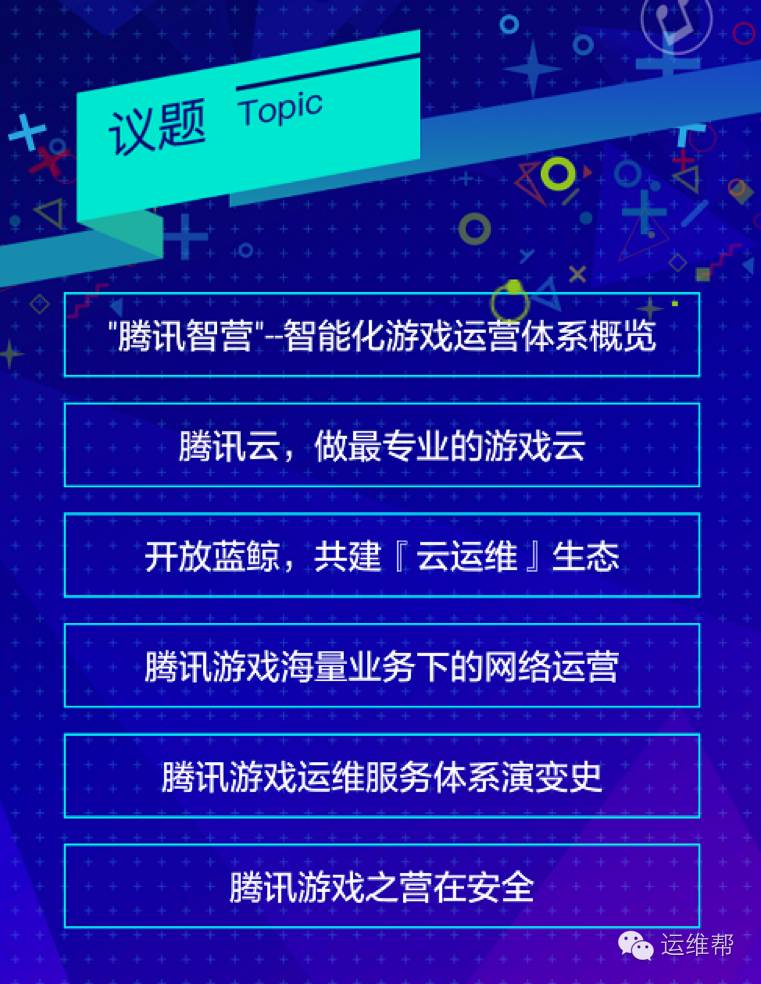 议题 Topic
"腾讯智营"--智能化游戏运营体系概览
腾讯云，做最专业的游戏云
开放蓝鲸，共建『云运维』生态
腾讯游戏海量业务下的网络运营
腾讯游戏运维服务体系演变史
腾讯游戏之营在安全
运维帮